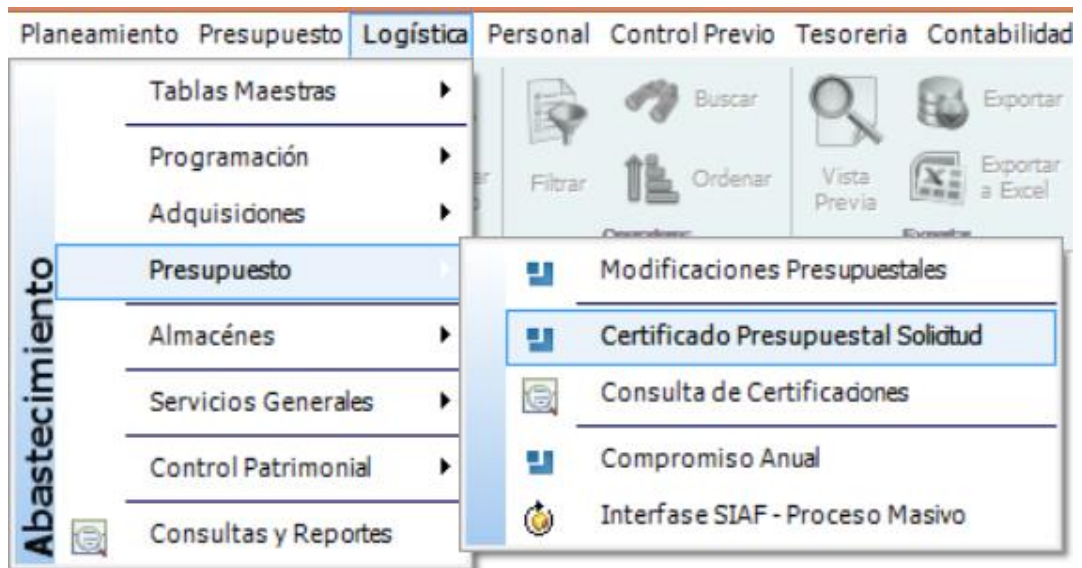 Planeamiento Presupuesto Logística Personal Control Previo Tesoreria Contabilidad
Tablas Maestras
Programación
Adquisiciones
Presupuesto
Almacénes
Servicios Generales
Control Patrimonial
Consultas y Reportes
Abastecimiento
Filtrar
Buscar
Ordenar
Vista
Previa
Exportar
Exportar
a Excel
Modificaciones Presupuestales
Certificado Presupuestal Solicitud
Consulta de Certificaciones
Compromiso Anual
Interfase SIAF - Proceso Masivo